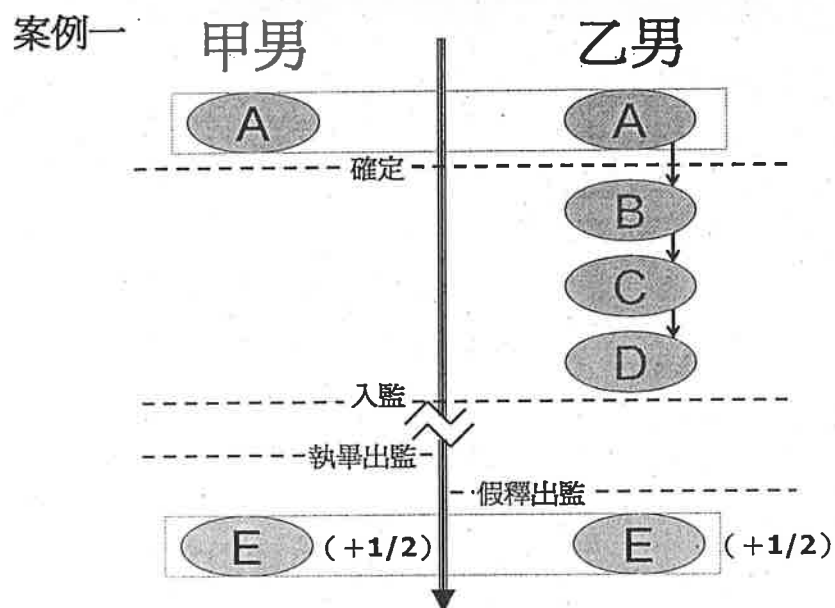 案例一
甲男 乙男
A A
確定
B
C
D
入監
執畢出監
假釋出監
E (+1/2) E (+1/2)